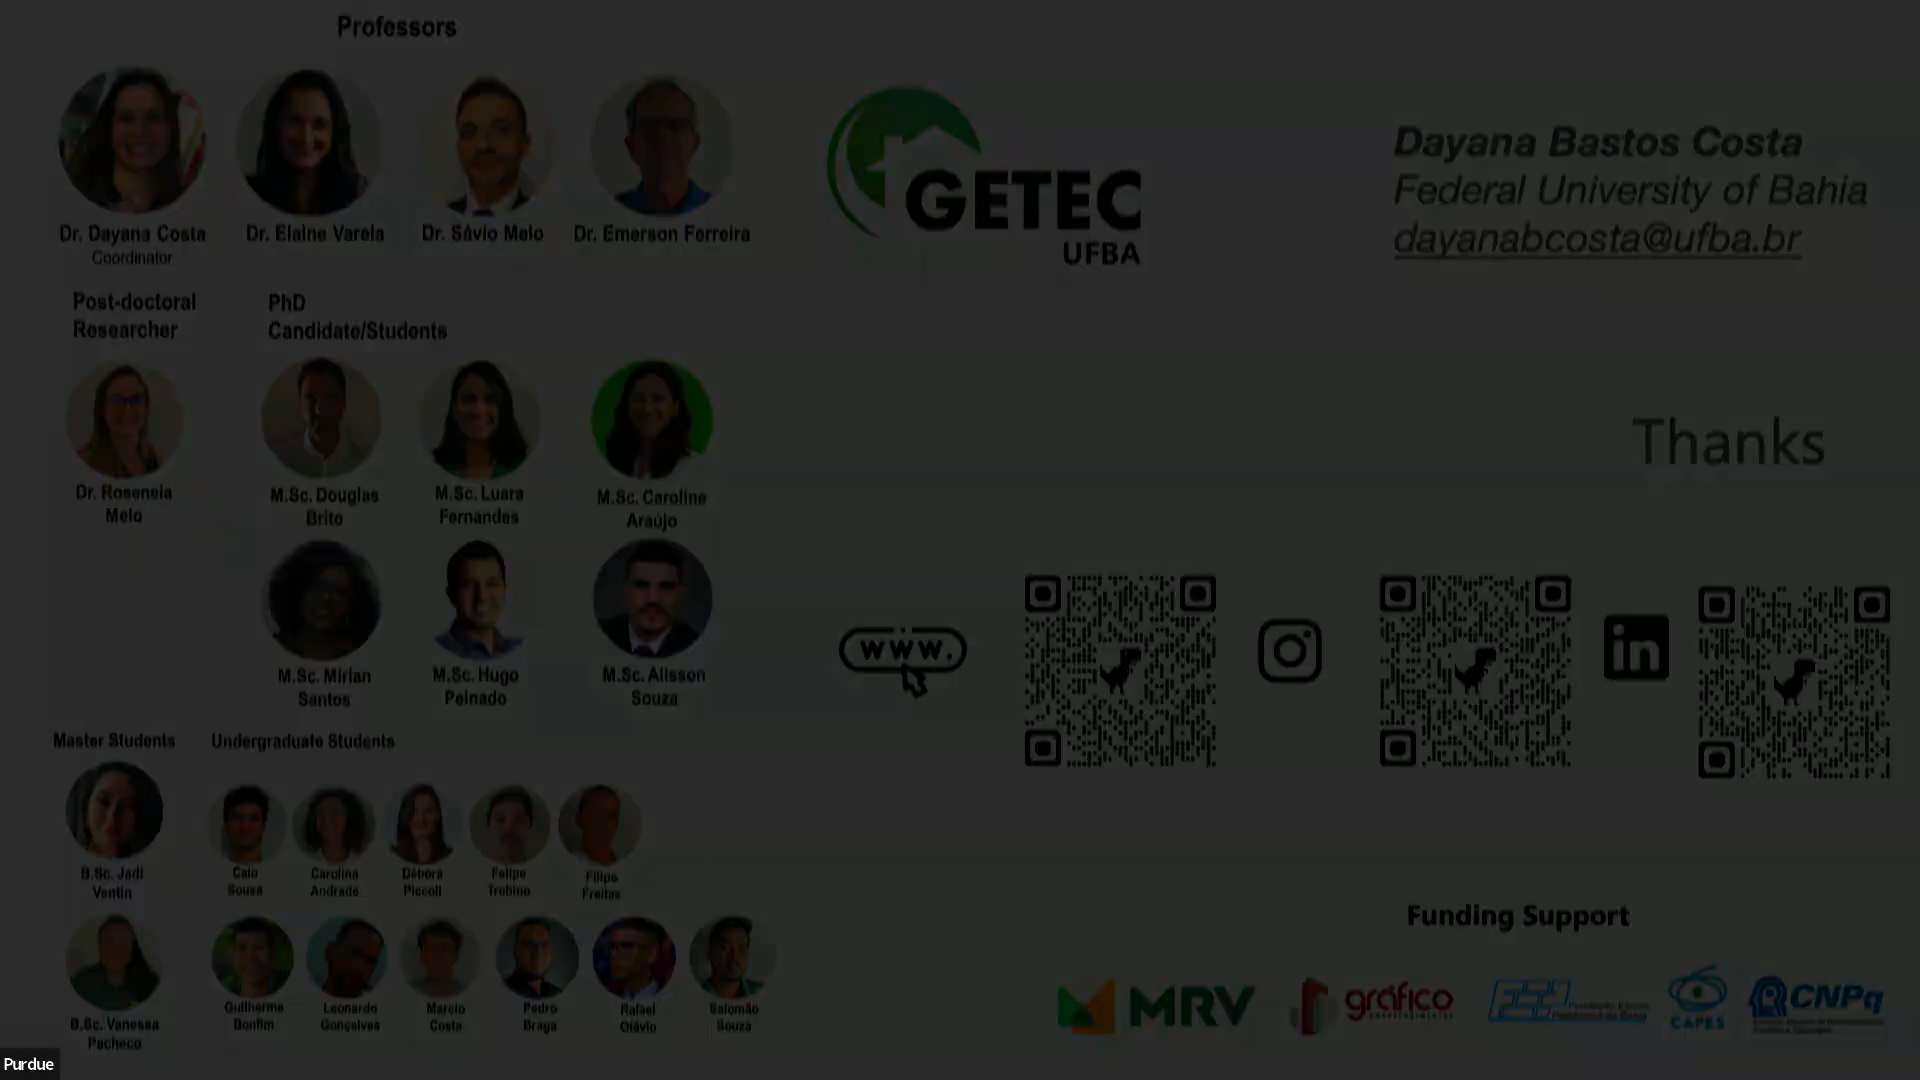 Professors
Dr. Dayana Costa
Coordinator
Dr. Elaine Varela
Dr. Sávio Melo
Dr. Emerson Ferreira
Post-doctoral
Researcher
PhD
Candidate/Students
Dr. Roseneia
Melo
M.Sc. Douglas
Brito
M.Sc. Luara
Fernandes
M.Sc. Caroline
Araújo
M.Sc. Mirian
Santos
M.Sc. Hugo
Peinado
M.Sc. Alisson
Souza
Master Students
Undergraduate Students
B.Sc. Jadi
Ventin
Caio
Sousa
Carolina
Andrade
Débora
Piccoli
Felipe
Trobino
Filipe
Freitas
B.Sc. Vanessa
Pacheco
Guilherme
Bonfim
Leonardo
Gonçalves
Marcio
Costa
Pedro
Braga
Rafael
Otávio
Salomão
Souza
GETEC
UFBA
Dayana Bastos Costa
Federal University of Bahia
dayanabcosta@ufba.br
Thanks
www.
in
Funding Support
MRV
gráfico
CAPES
CNPq
Purdue